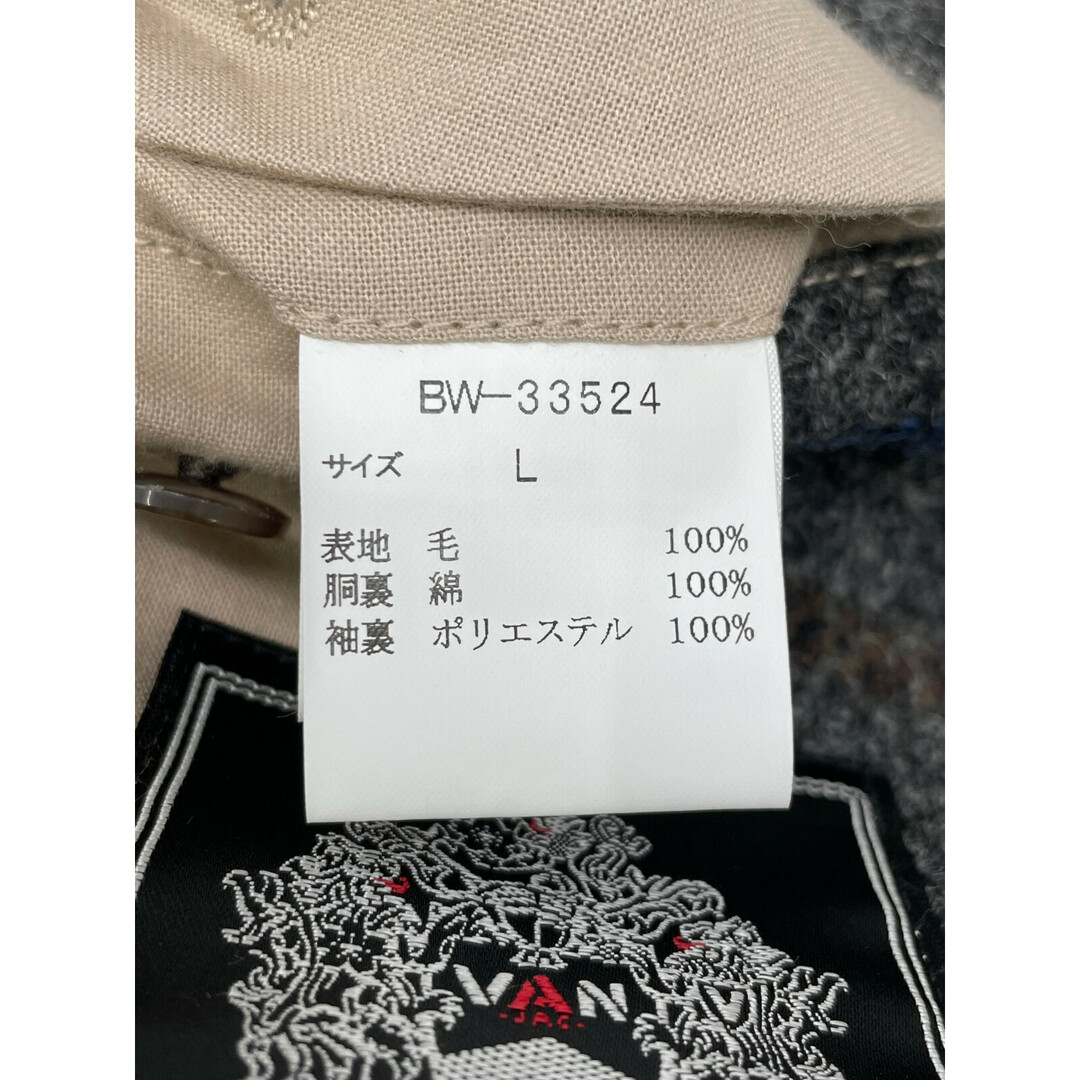 BW-33524
サイズ L
表地 毛 100%
胴裏 綿 100%
袖裏 ポリエステル 100%
VAN
-JAC-